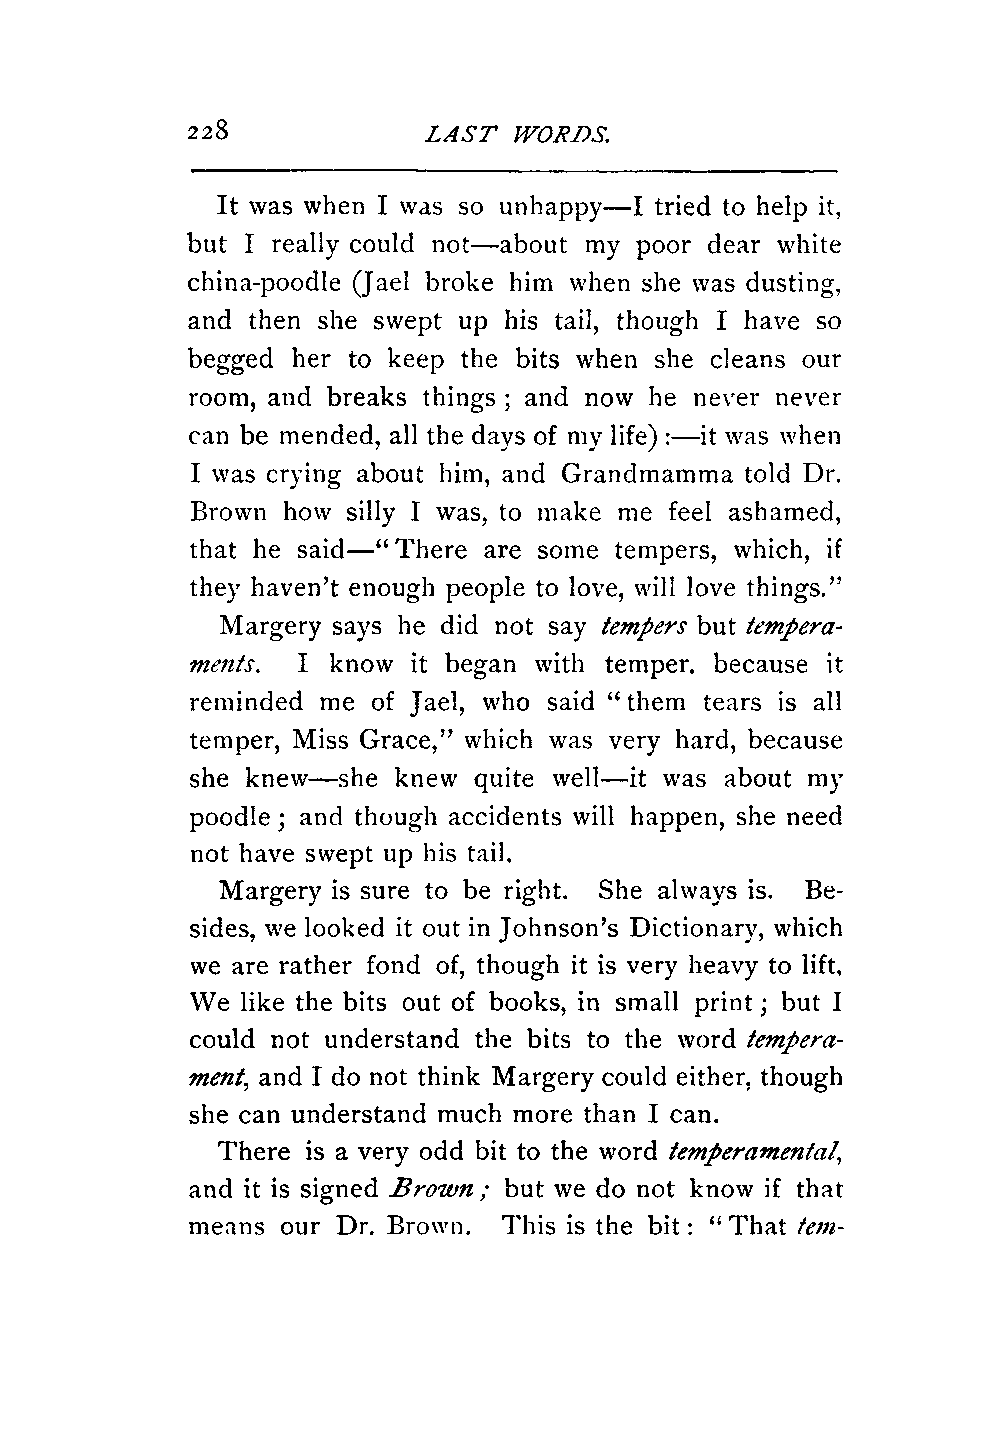 228 LAST WORDS.
It was when I was so unhappy—I tried to help it,
but I really could not—about my poor dear white
china-poodle (Jael broke him when she was dusting,
and then she swept up his tail, though I have so
begged her to keep the bits when she cleans our
room, and breaks things; and now he never never
can be mended, all the days of my life):—it was when
I was crying about him, and Grandmamma told Dr.
Brown how silly I was, to make me feel ashamed,
that he said—"There are some tempers, which, if
they haven't enough people to love, will love things."
Margery says he did not say tempers but tempera-
ments. I know it began with temper. because it
reminded me of Jael, who said "them tears is all
temper, Miss Grace," which was very hard, because
she knew—she knew quite well—it was about my
poodle; and though accidents will happen, she need
not have swept up his tail.
Margery is sure to be right. She always is. Be-
sides, we looked it out in Johnson's Dictionary, which
we are rather fond of, though it is very heavy to lift.
We like the bits out of books, in small print; but I
could not understand the bits to the word tempera-
ment, and I do not think Margery could either, though
she can understand much more than I can.
There is a very odd bit to the word temperamental,
and it is signed Brown; but we do not know if that
means our Dr. Brown. This is the bit: "That tem-